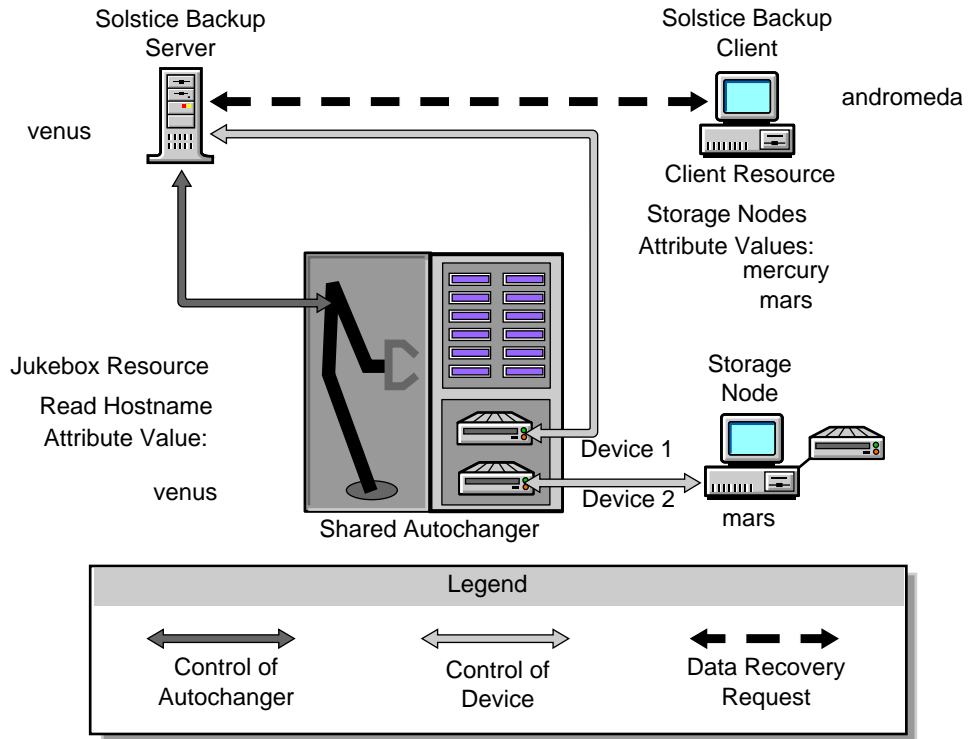 Solstice Backup
Server
Solstice Backup
Client
venus
andromeda
Client Resource
Storage Nodes
Attribute Values:
mercury
mars
Jukebox Resource
Read Hostname
Attribute Value:
venus
Storage
Node
Device 1
Device 2
mars
Shared Autochanger
Legend
Control of
Autochanger
Control of
Device
Data Recovery
Request